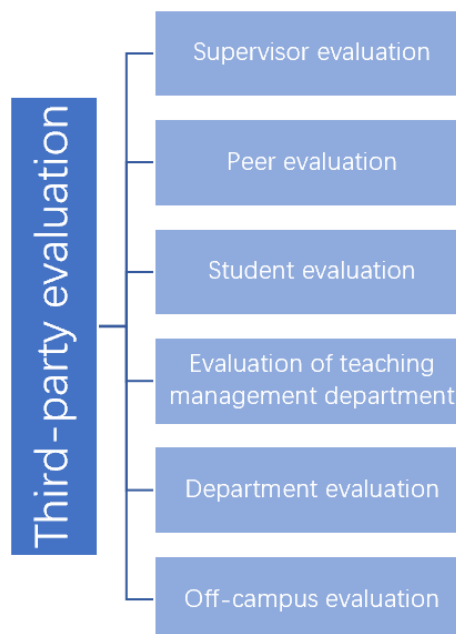 Third-party evaluation
Supervisor evaluation
Peer evaluation
Student evaluation
Evaluation of teaching
management department
Department evaluation
Off-campus evaluation